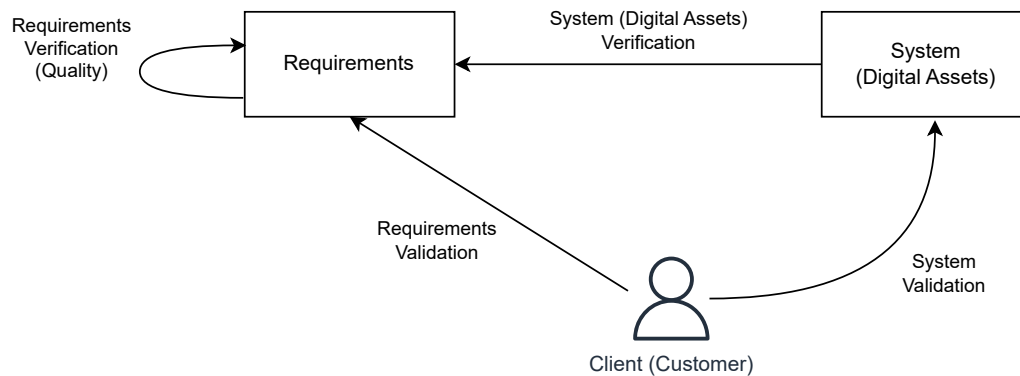 Requirements
Verification
(Quality)
Requirements
System (Digital Assets)
Verification
System
(Digital Assets)
Requirements
Validation
System
Validation
Client (Customer)